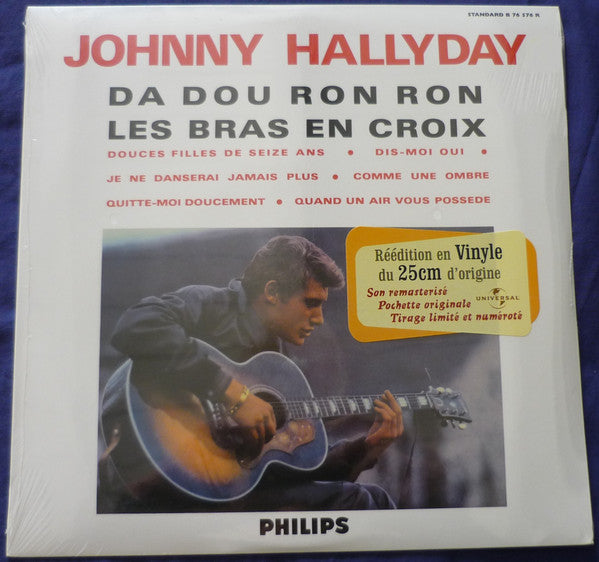 STANDARD B 76 576 R
JOHNNY HALLYDAY
DA DOU RON RON
LES BRAS EN CROIX
DOUCES FILLES DE SEIZE ANS • DIS-MOI OUI •
JE NE DANSERAI JAMAIS PLUS • COMME UNE OMBRE
QUITTE-MOI DOUCEMENT • QUAND UN AIR VOUS POSSEDE
Réédition en Vinyle
du 25cm d'origine
Son remasterisé
Pochette originale
Tirage limité et numéroté
UNIVERSAL
PHILIPS